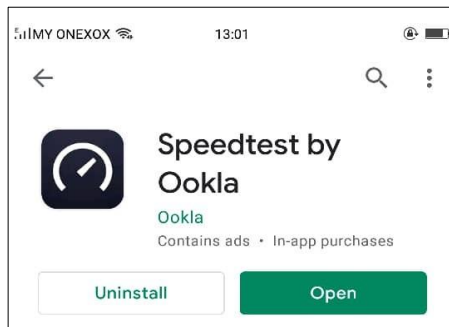 MY ONEXOX 13:01
Speedtest by
Ookla
Ookla
Contains ads • In-app purchases
Uninstall Open